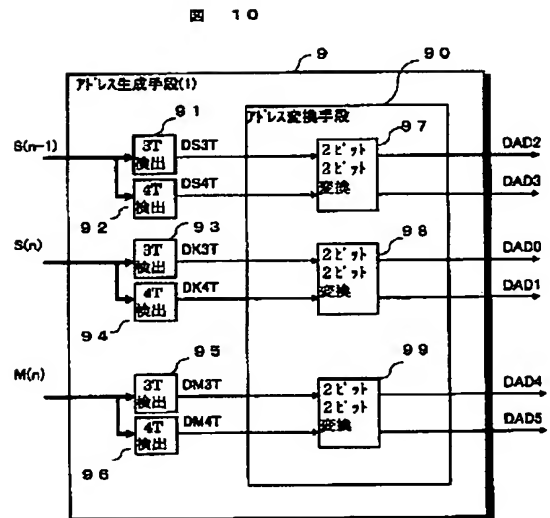 図 10
9
90
アドレス生成手段(1)
アドレス変換手段
91
3T
検出
DS3T
S(n-1)
92
4T
検出
DS4T
97
2ビット
2ビット
変換
DAD2
DAD3
93
3T
検出
DK3T
S(n)
94
4T
検出
DK4T
98
2ビット
2ビット
変換
DAD0
DAD1
95
3T
検出
DM3T
M(n)
96
4T
検出
DM4T
99
2ビット
2ビット
変換
DAD4
DAD5